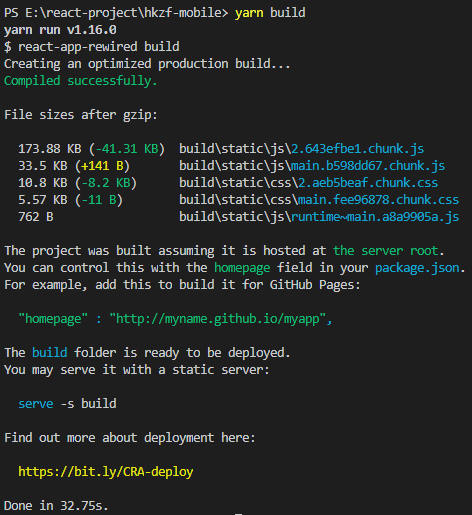 PS E:\react-project\hkzf-mobile> yarn build
yarn run v1.16.0
$ react-app-rewired build
Creating an optimized production build...
Compiled successfully.
File sizes after gzip:
173.88 KB (-41.31 KB) build\static\js\2.643efbe1.chunk.js
33.5 KB (+141 B) build\static\js\main.b598dd67.chunk.js
10.8 KB (-8.2 KB) build\static\css\2.aeb5beaf.chunk.css
5.57 KB (-11 B) build\static\css\main.fee96878.chunk.css
762 B build\static\js\runtime~main.a8a9905a.js
The project was built assuming it is hosted at the server root.
You can control this with the homepage field in your package.json.
For example, add this to build it for GitHub Pages:
"homepage" : "http://myname.github.io/myapp",
The build folder is ready to be deployed.
You may serve it with a static server:
serve -s build
Find out more about deployment here:
https://bit.ly/CRA-deploy
Done in 32.75s.